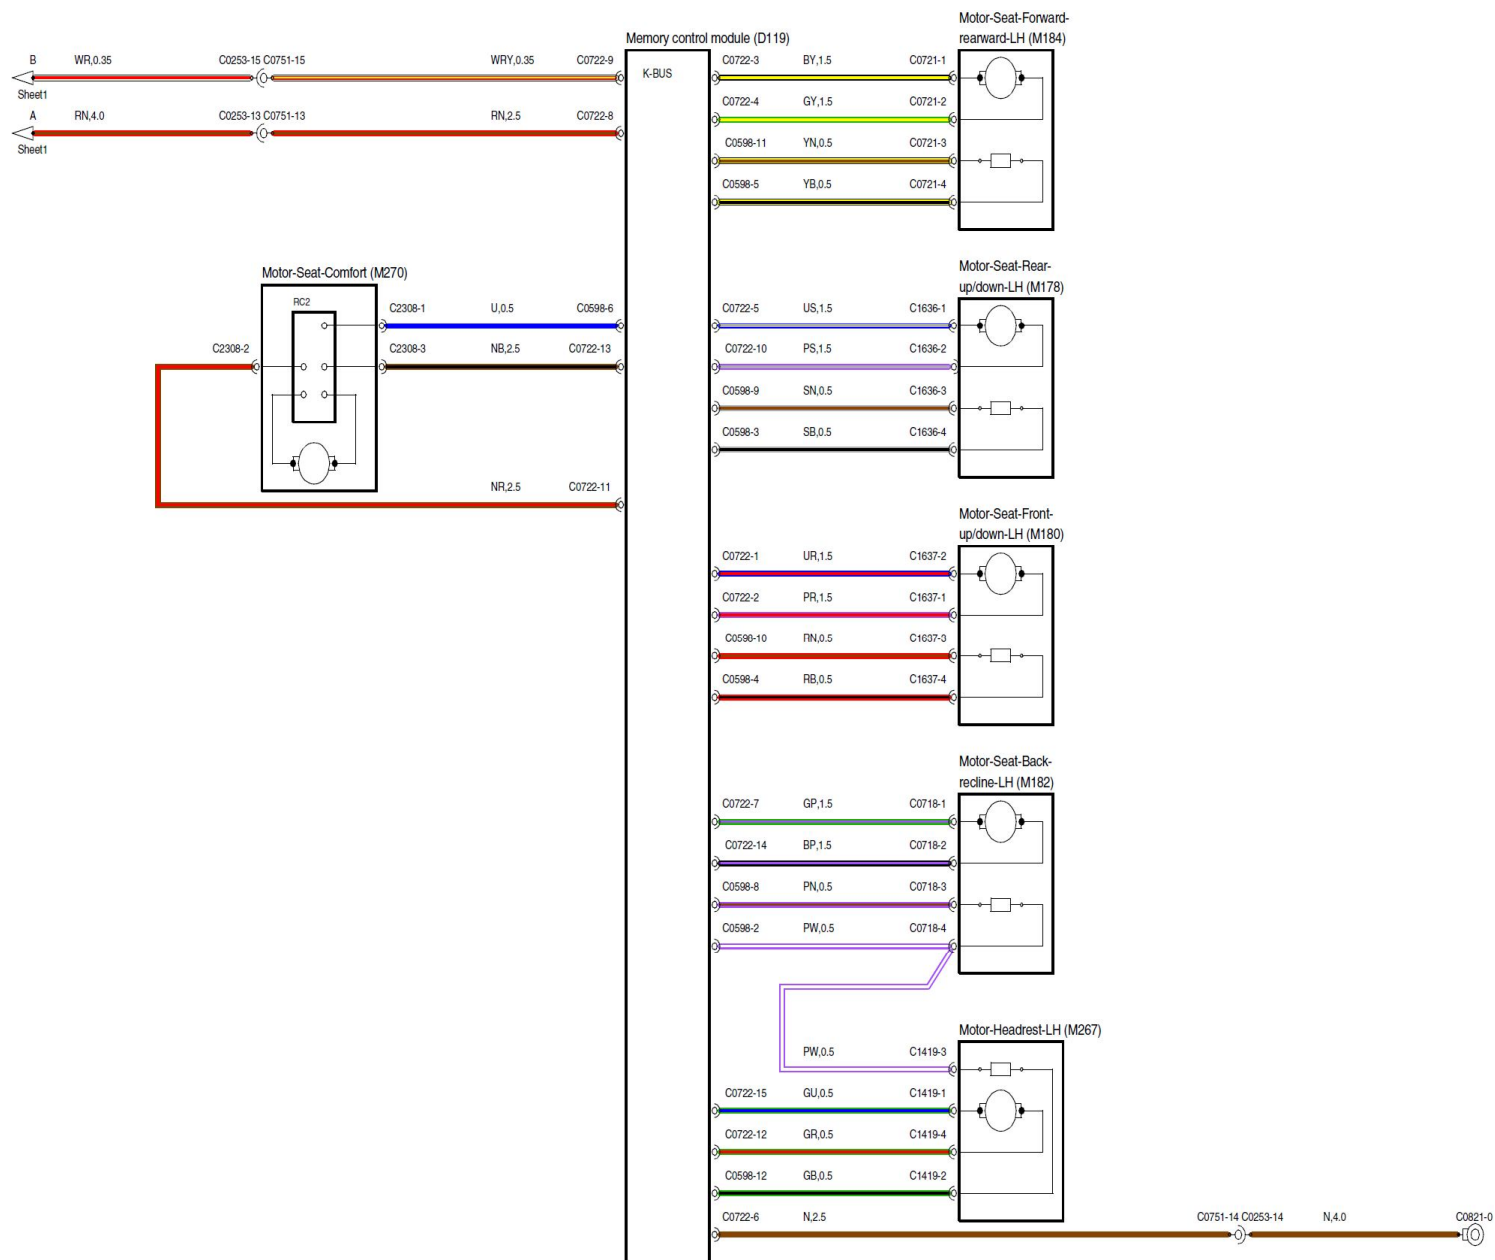 Motor-Seat-Forward-
rearward-LH (M184)
Memory control module (D119)
K-BUS
B WR,0.35 C0253-15 C0751-15 WRY,0.35 C0722-9
Sheet1
A RN,4.0 C0253-13 C0751-13 RN,2.5 C0722-8
Sheet1
C0722-3 BY,1.5 C0721-1
C0722-4 GY,1.5 C0721-2
C0598-11 YN,0.5 C0721-3
C0598-5 YB,0.5 C0721-4
Motor-Seat-Comfort (M270)
RC2
C2308-1 U,0.5 C0598-6
C2308-2
C2308-3 NB,2.5 C0722-13
NR,2.5 C0722-11
Motor-Seat-Rear-
up/down-LH (M178)
C0722-5 US,1.5 C1636-1
C0722-10 PS,1.5 C1636-2
C0598-9 SN,0.5 C1636-3
C0598-3 SB,0.5 C1636-4
Motor-Seat-Front-
up/down-LH (M180)
C0722-1 UR,1.5 C1637-2
C0722-2 PR,1.5 C1637-1
C0598-10 RN,0.5 C1637-3
C0598-4 RB,0.5 C1637-4
Motor-Seat-Back-
recline-LH (M182)
C0722-7 GP,1.5 C0718-1
C0722-14 BP,1.5 C0718-2
C0598-8 PN,0.5 C0718-3
C0598-2 PW,0.5 C0718-4
Motor-Headrest-LH (M267)
PW,0.5 C1419-3
C0722-15 GU,0.5 C1419-1
C0722-12 GR,0.5 C1419-4
C0598-12 GB,0.5 C1419-2
C0722-6 N,2.5 C0751-14 C0253-14 N,4.0 C0821-0